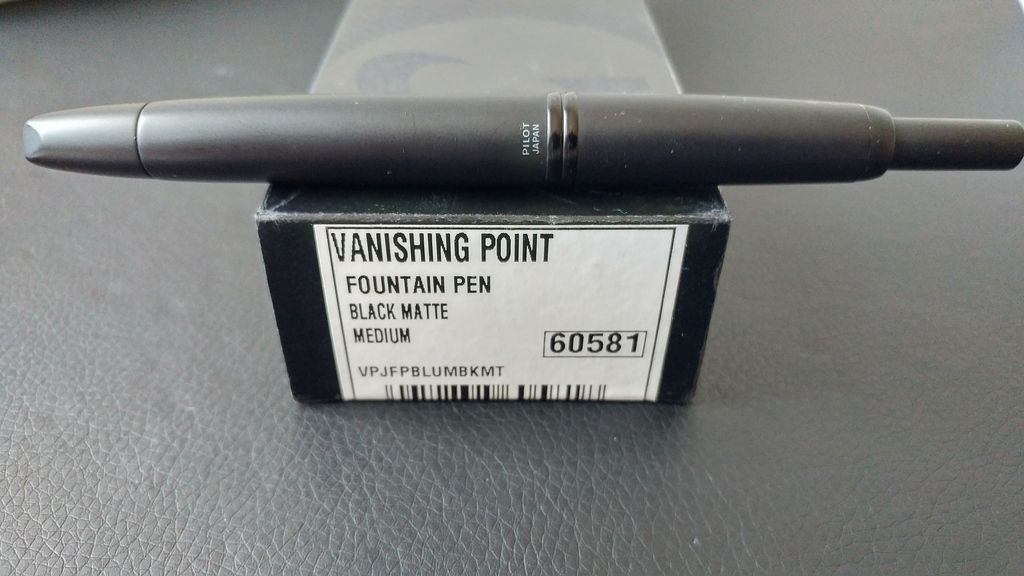 PILOT
JAPAN
VANISHING POINT
FOUNTAIN PEN
BLACK MATTE
MEDIUM
60581
VPJFPBLUMBKMT